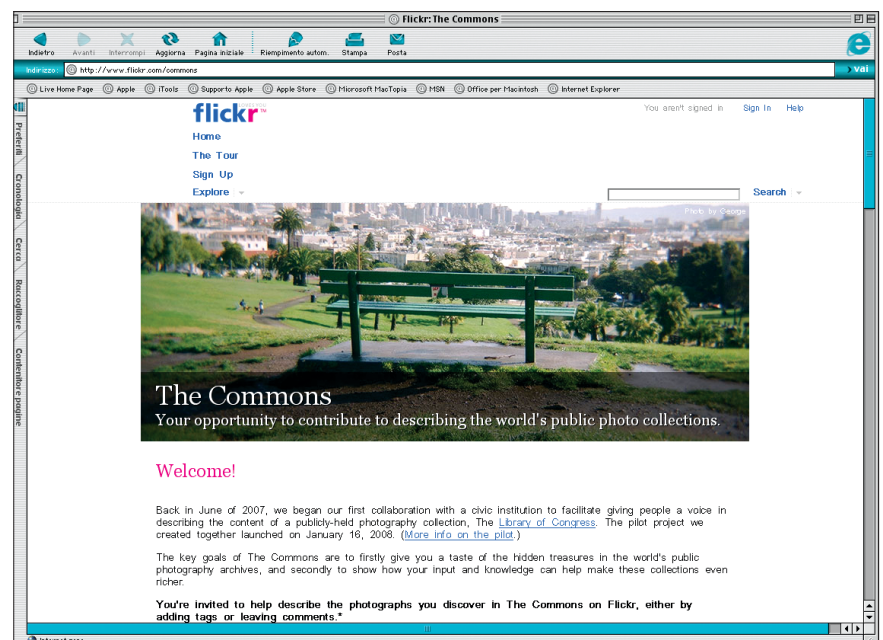 Flickr: The Commons
Indietro Avanti Interrompi Aggiorna Pagina iniziale Riempimento autom. Stampa Posta
Indirizzo: http://www.flickr.com/commons vai
Live Home Page Apple iTools Supporto Apple Apple Store Microsoft MacTopia MSN Office per Macintosh Internet Explorer
Preferiti
Cronologia
Cerca
Raccoglitore
Contenitore pagine
flickr
You aren't signed in Sign In Help
Home
The Tour
Sign Up
Explore
Search
Photo by George
The Commons
Your opportunity to contribute to describing the world's public photo collections.
Welcome!
Back in June of 2007, we began our first collaboration with a civic institution to facilitate giving people a voice in
describing the content of a publicly-held photography collection, The Library of Congress. The pilot project we
created together launched on January 16, 2008. (More info on the pilot.)
The key goals of The Commons are to firstly give you a taste of the hidden treasures in the world's public
photography archives, and secondly to show how your input and knowledge can help make these collections even
richer.
You're invited to help describe the photographs you discover in The Commons on Flickr, either by
adding tags or leaving comments.*